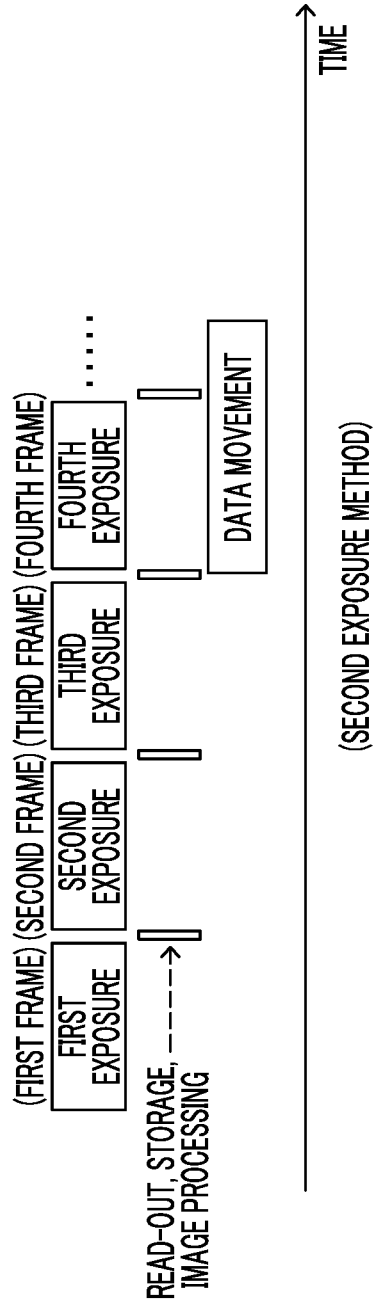 (FIRST FRAME) (SECOND FRAME) (THIRD FRAME) (FOURTH FRAME)
FIRST
EXPOSURE
SECOND
EXPOSURE
THIRD
EXPOSURE
FOURTH
EXPOSURE
.....
READ-OUT, STORAGE,
IMAGE PROCESSING
DATA MOVEMENT
TIME
(SECOND EXPOSURE METHOD)